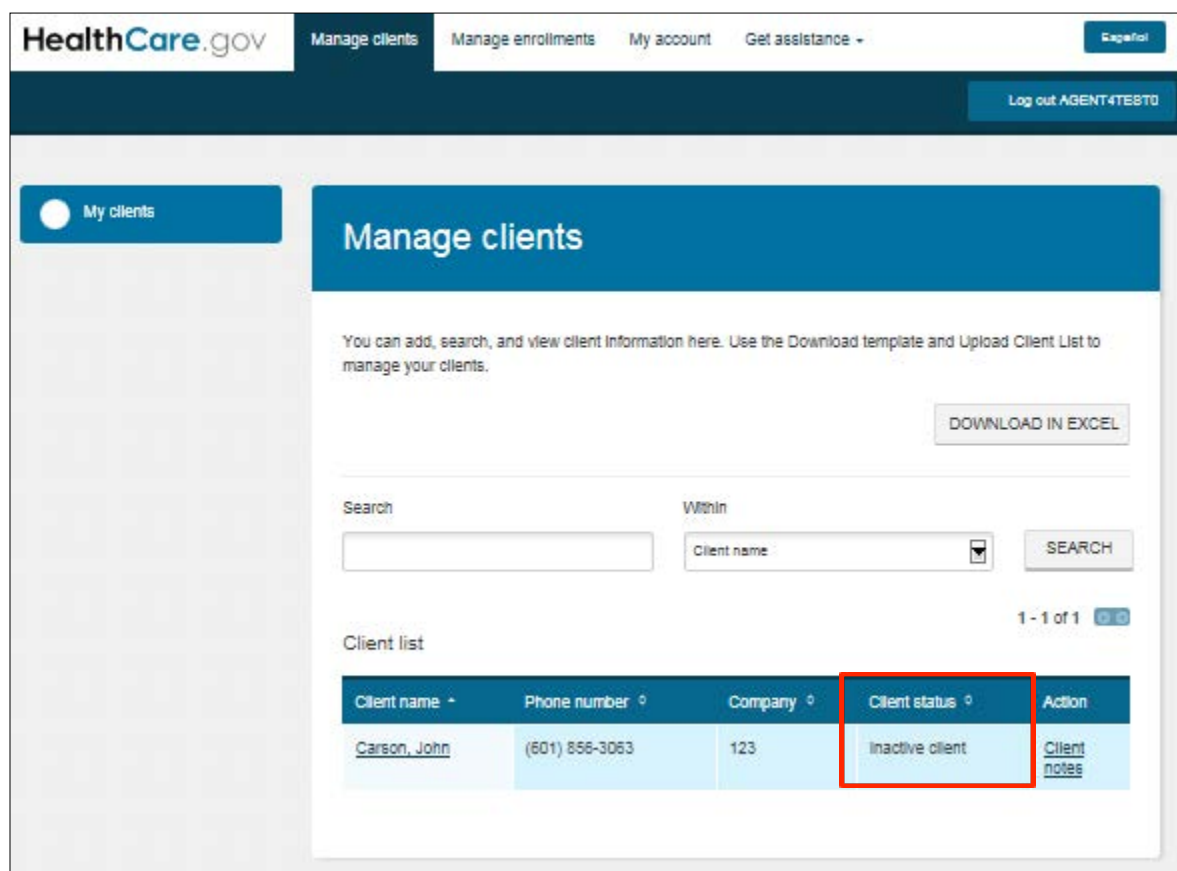 HealthCare.gov Manage clients Manage enrollments My account Get assistance Español
Log out AGENT4TEST0
My clients
Manage clients
You can add, search, and view client information here. Use the Download template and Upload Client List to
manage your clients.
DOWNLOAD IN EXCEL
Search Within
Client name SEARCH
1 - 1 of 1
Client list
Client name Phone number Company Client status Action
Carson, John (601) 856-3063 123 Inactive client Client
notes